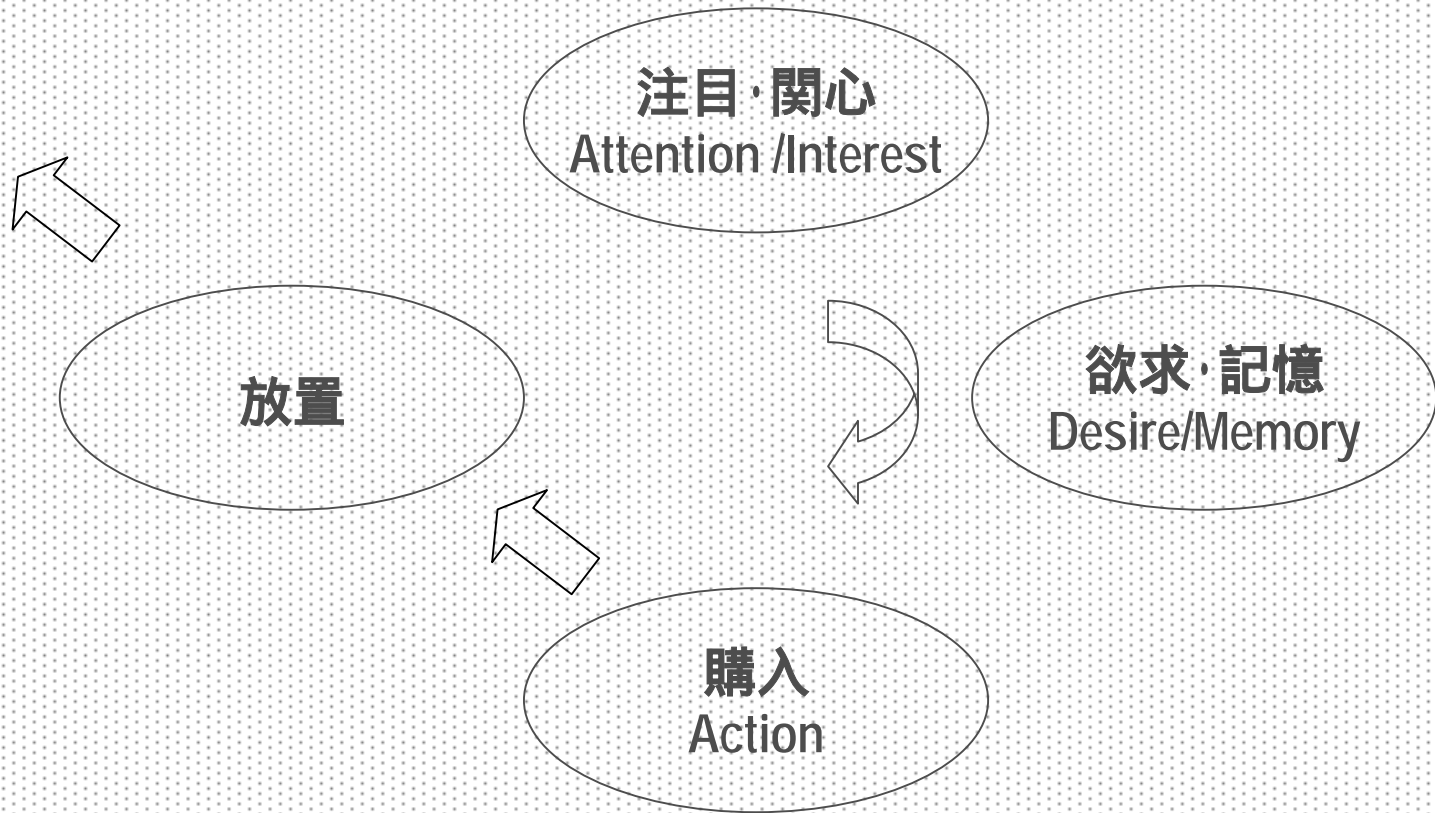 注目・関心
Attention /Interest
放置
欲求・記憶
Desire/Memory
購入
Action